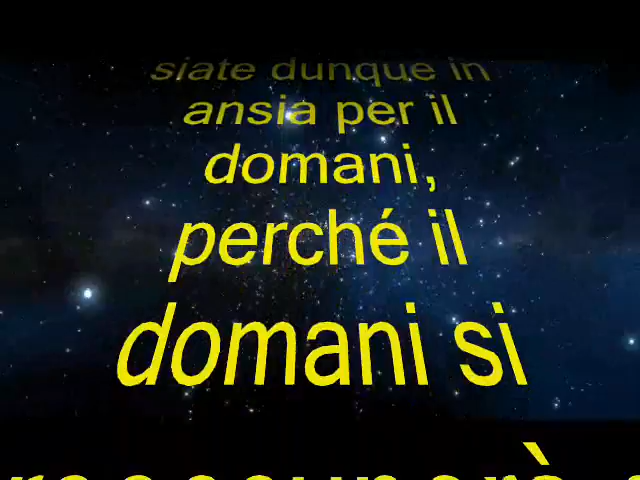 siate dunque in
ansia per il
domani,
perché il
domani si